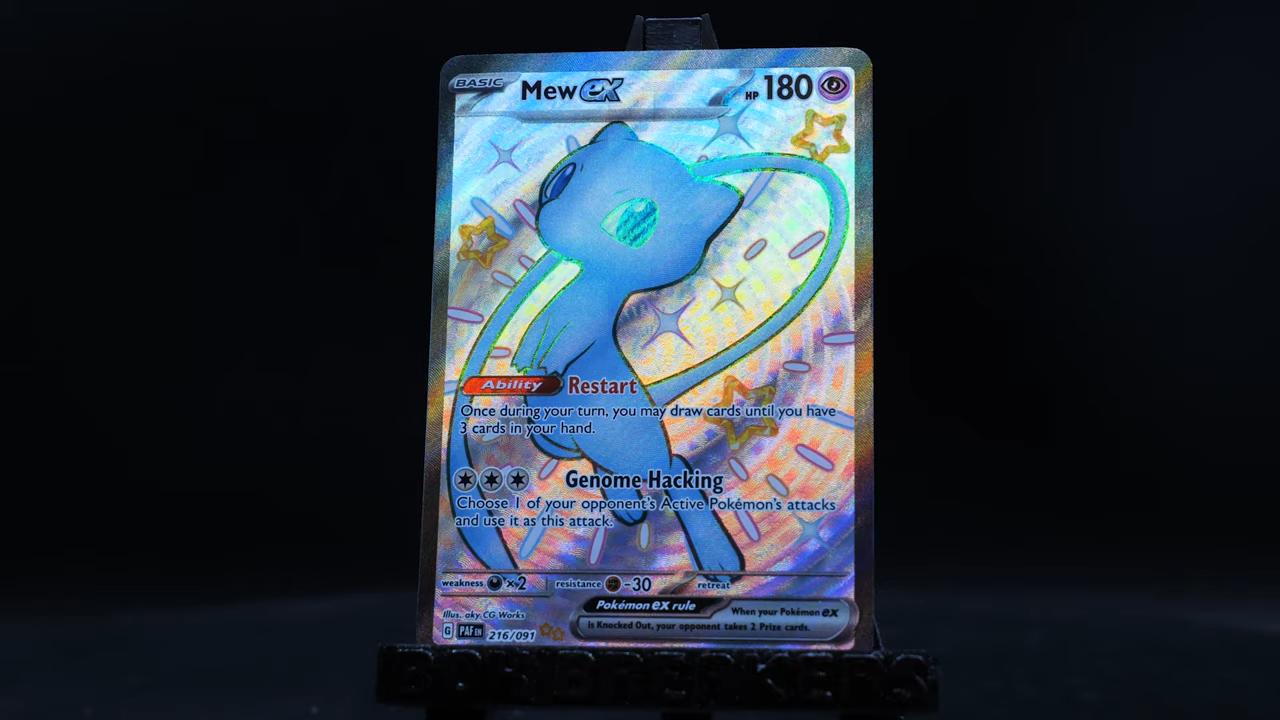 BASIC Mew ex HP 180
Ability Restart
Once during your turn, you may draw cards until you have
3 cards in your hand.
Genome Hacking
Choose 1 of your opponent's Active Pokémon's attacks
and use it as this attack.
weakness ×2 resistance -30 retreat
Pokémon ex rule When your Pokémon ex
is Knocked Out, your opponent takes 2 Prize cards.
Illus. aky CG Works
G PAF EN 216/091